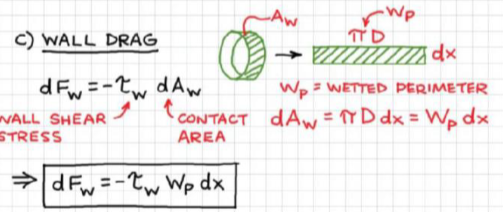 c) WALL DRAG
A_w
W_P
πD
dx
dF_w = -τ_w dA_w
W_P = WETTED PERIMETER
WALL SHEAR STRESS
CONTACT AREA
dA_w = πD dx = W_P dx
⇒ dF_w = -τ_w W_P dx